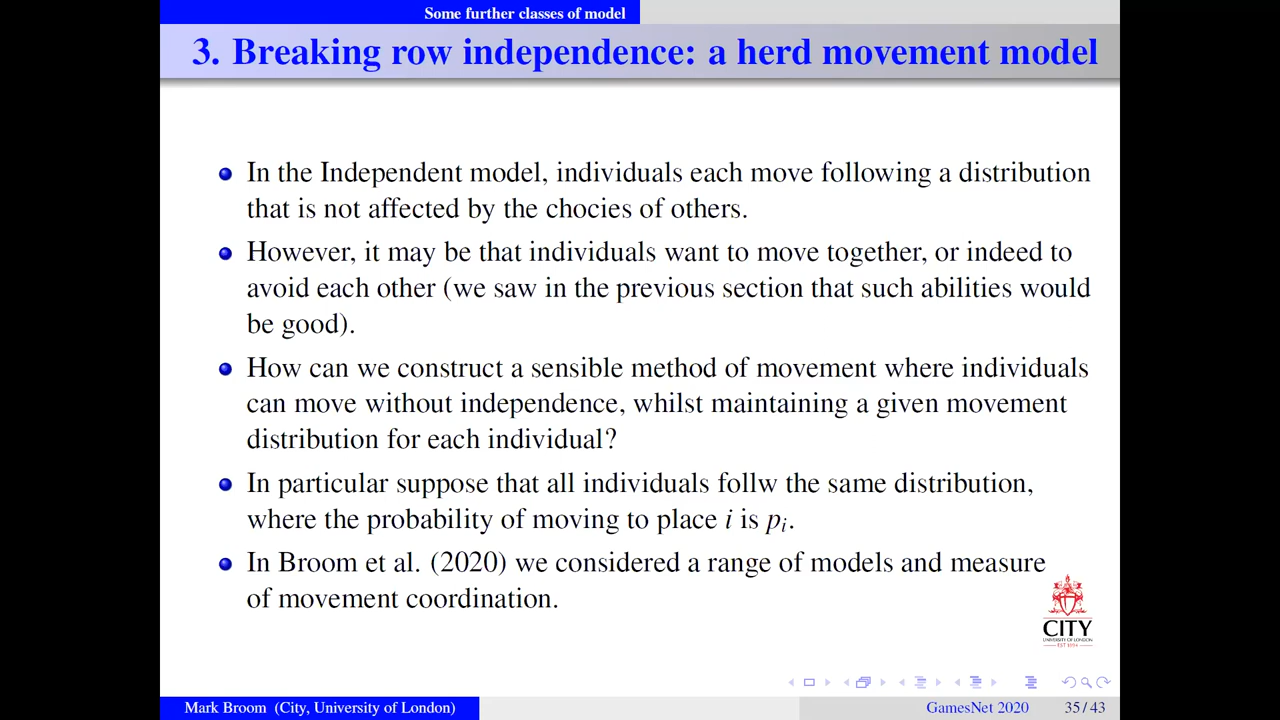 Some further classes of model
3. Breaking row independence: a herd movement model
In the Independent model, individuals each move following a distribution
that is not affected by the chocies of others.
However, it may be that individuals want to move together, or indeed to
avoid each other (we saw in the previous section that such abilities would
be good).
How can we construct a sensible method of movement where individuals
can move without independence, whilst maintaining a given movement
distribution for each individual?
In particular suppose that all individuals follw the same distribution,
where the probability of moving to place i is pᵢ.
In Broom et al. (2020) we considered a range of models and measure
of movement coordination.
CITY
UNIVERSITY OF LONDON
EST 1894
Mark Broom (City, University of London)
GamesNet 2020
35 / 43